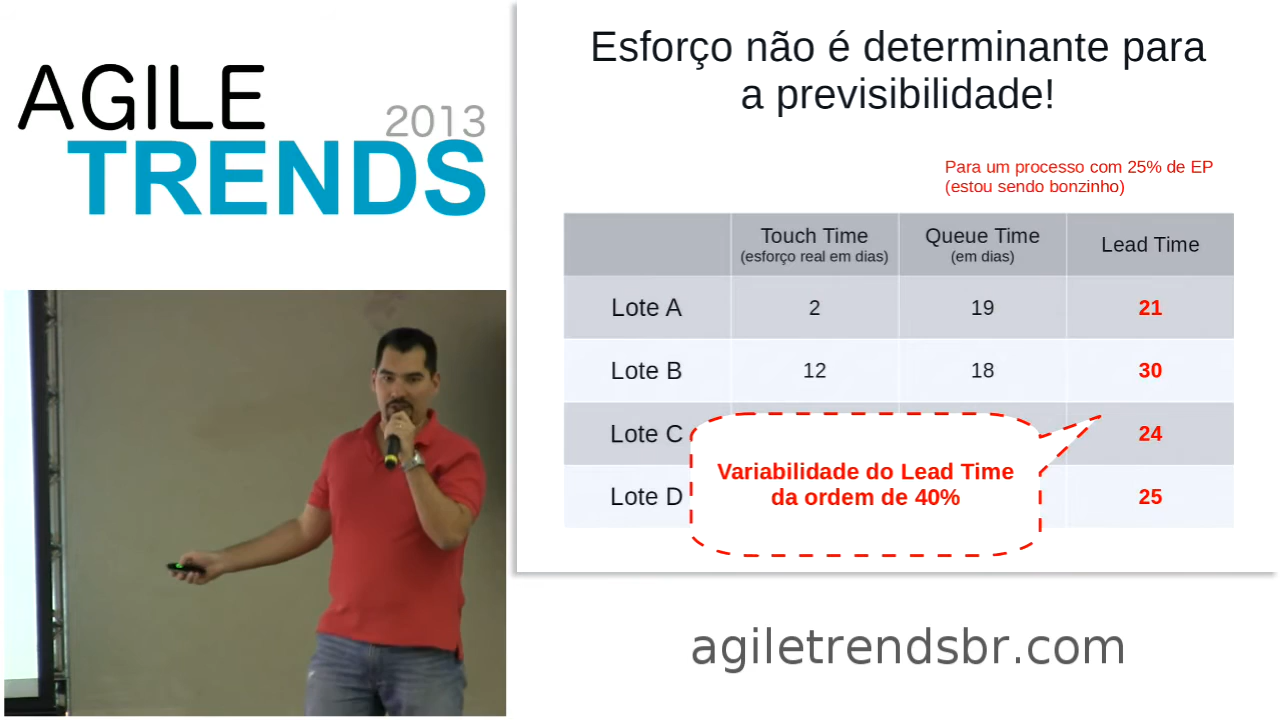 AGILE
2013
TRENDS
Esforço não é determinante para
a previsibilidade!
Para um processo com 25% de EP
(estou sendo bonzinho)
Touch Time
(esforço real em dias)
Queue Time
(em dias)
Lead Time
Lote A 2 19 21
Lote B 12 18 30
Lote C 24
Lote D 25
Variabilidade do Lead Time
da ordem de 40%
agiletrendsbr.com